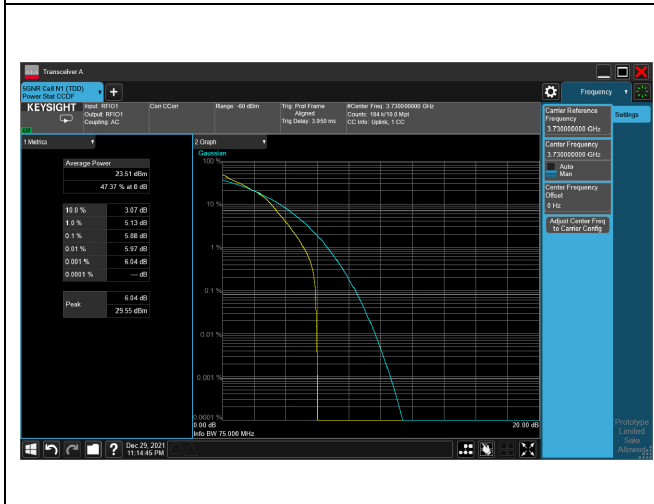 Transceiver A
5GNR Cell N1 (TDD)
Power Stat CCDF
Frequency
KEYSIGHT
Input: RFIO1
Output: RFIO1
Coupling: AC
Corr CCorr
Range: -60 dBm
Trig: Prot Frame
Aligned
Trig Delay: 3.950 ms
#Center Freq: 3.730000000 GHz
Counts: 184 k/10.0 Mpt
CC Info: Uplink, 1 CC
Carrier Reference
Frequency
3.730000000 GHz
Settings
1 Metrics
2 Graph
Center Frequency
3.730000000 GHz
Auto
Man
Center Frequency
Offset
0 Hz
Adjust Center Freq
to Carrier Config
Average Power
23.51 dBm
47.37 % at 0 dB
10.0 % 3.07 dB
1.0 % 5.13 dB
0.1 % 5.88 dB
0.01 % 5.97 dB
0.001 % 6.04 dB
0.0001 % --- dB
Peak
6.04 dB
29.55 dBm
Gaussian
100 %
10 %
1 %
0.1 %
0.01 %
0.001 %
0.0001 %
0.00 dB
20.00 dB
Info BW 75.000 MHz
Prototype
Limited
Sale
Allowed
?
Dec 29, 2021
11:14:45 PM